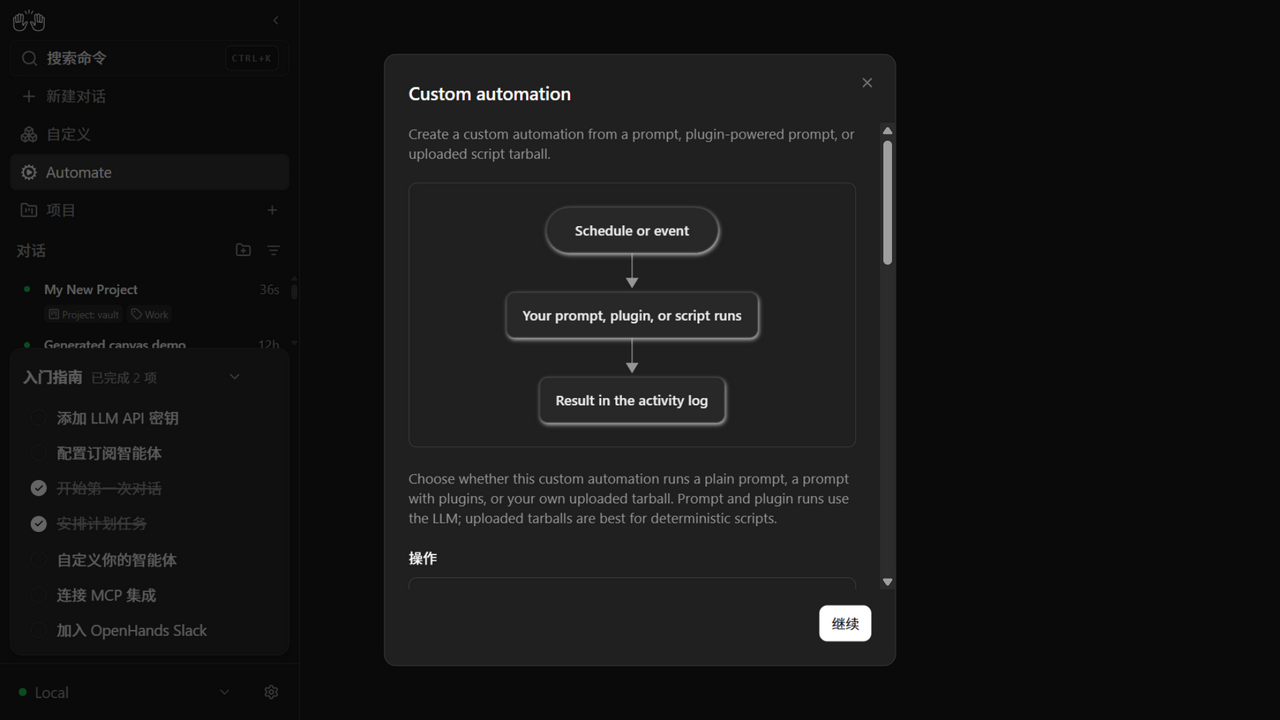 搜索命令
CTRL+K
新建对话
自定义
Automate
项目
对话
My New Project
36s
Project: vault
Work
Generated canvas demo
12h
入门指南
已完成 2 项
添加 LLM API 密钥
配置订阅智能体
开始第一次对话
安排计划任务
自定义你的智能体
连接 MCP 集成
加入 OpenHands Slack
Local
Custom automation
Create a custom automation from a prompt, plugin-powered prompt, or
uploaded script tarball.
Schedule or event
Your prompt, plugin, or script runs
Result in the activity log
Choose whether this custom automation runs a plain prompt, a prompt
with plugins, or your own uploaded tarball. Prompt and plugin runs use
the LLM; uploaded tarballs are best for deterministic scripts.
操作
继续